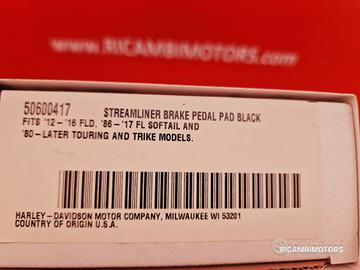 www.RICAMBIMOTORS.COM
50600417 STREAMLINER BRAKE PEDAL PAD BLACK
FITS '12-'16 FLD, '86-'17 FL SOFTAIL AND
'80-LATER TOURING AND TRIKE MODELS.
HARLEY-DAVIDSON MOTOR COMPANY, MILWAUKEE WI 53201
COUNTRY OF ORIGIN U.S.A.
RICAMBIMOTORS